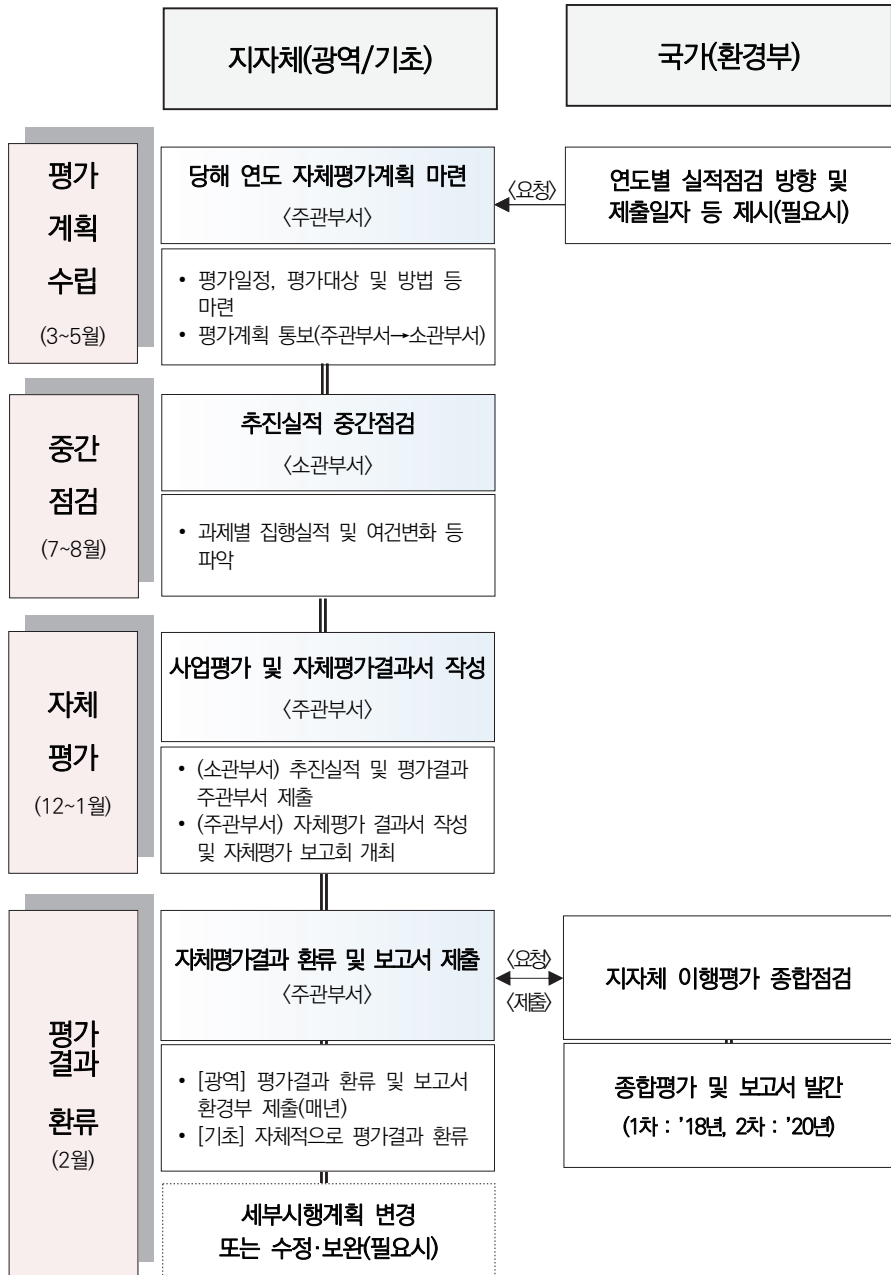 지자체(광역/기초)
국가(환경부)
평가
계획
수립
(3~5월)
당해 연도 자체평가계획 마련
<주관부서>
<요청>
연도별 실적점검 방향 및
제출일자 등 제시(필요시)
• 평가일정, 평가대상 및 방법 등
마련
• 평가계획 통보(주관부서→소관부서)
중간
점검
(7~8월)
추진실적 중간점검
<소관부서>
• 과제별 집행실적 및 여건변화 등
파악
자체
평가
(12~1월)
사업평가 및 자체평가결과서 작성
<주관부서>
• (소관부서) 추진실적 및 평가결과
주관부서 제출
• (주관부서) 자체평가 결과서 작성
및 자체평가 보고회 개최
평가
결과
환류
(2월)
자체평가결과 환류 및 보고서 제출
<주관부서>
<요청>
<제출>
지자체 이행평가 종합점검
• [광역] 평가결과 환류 및 보고서
환경부 제출(매년)
• [기초] 자체적으로 평가결과 환류
종합평가 및 보고서 발간
(1차 : '18년, 2차 : '20년)
세부시행계획 변경
또는 수정·보완(필요시)